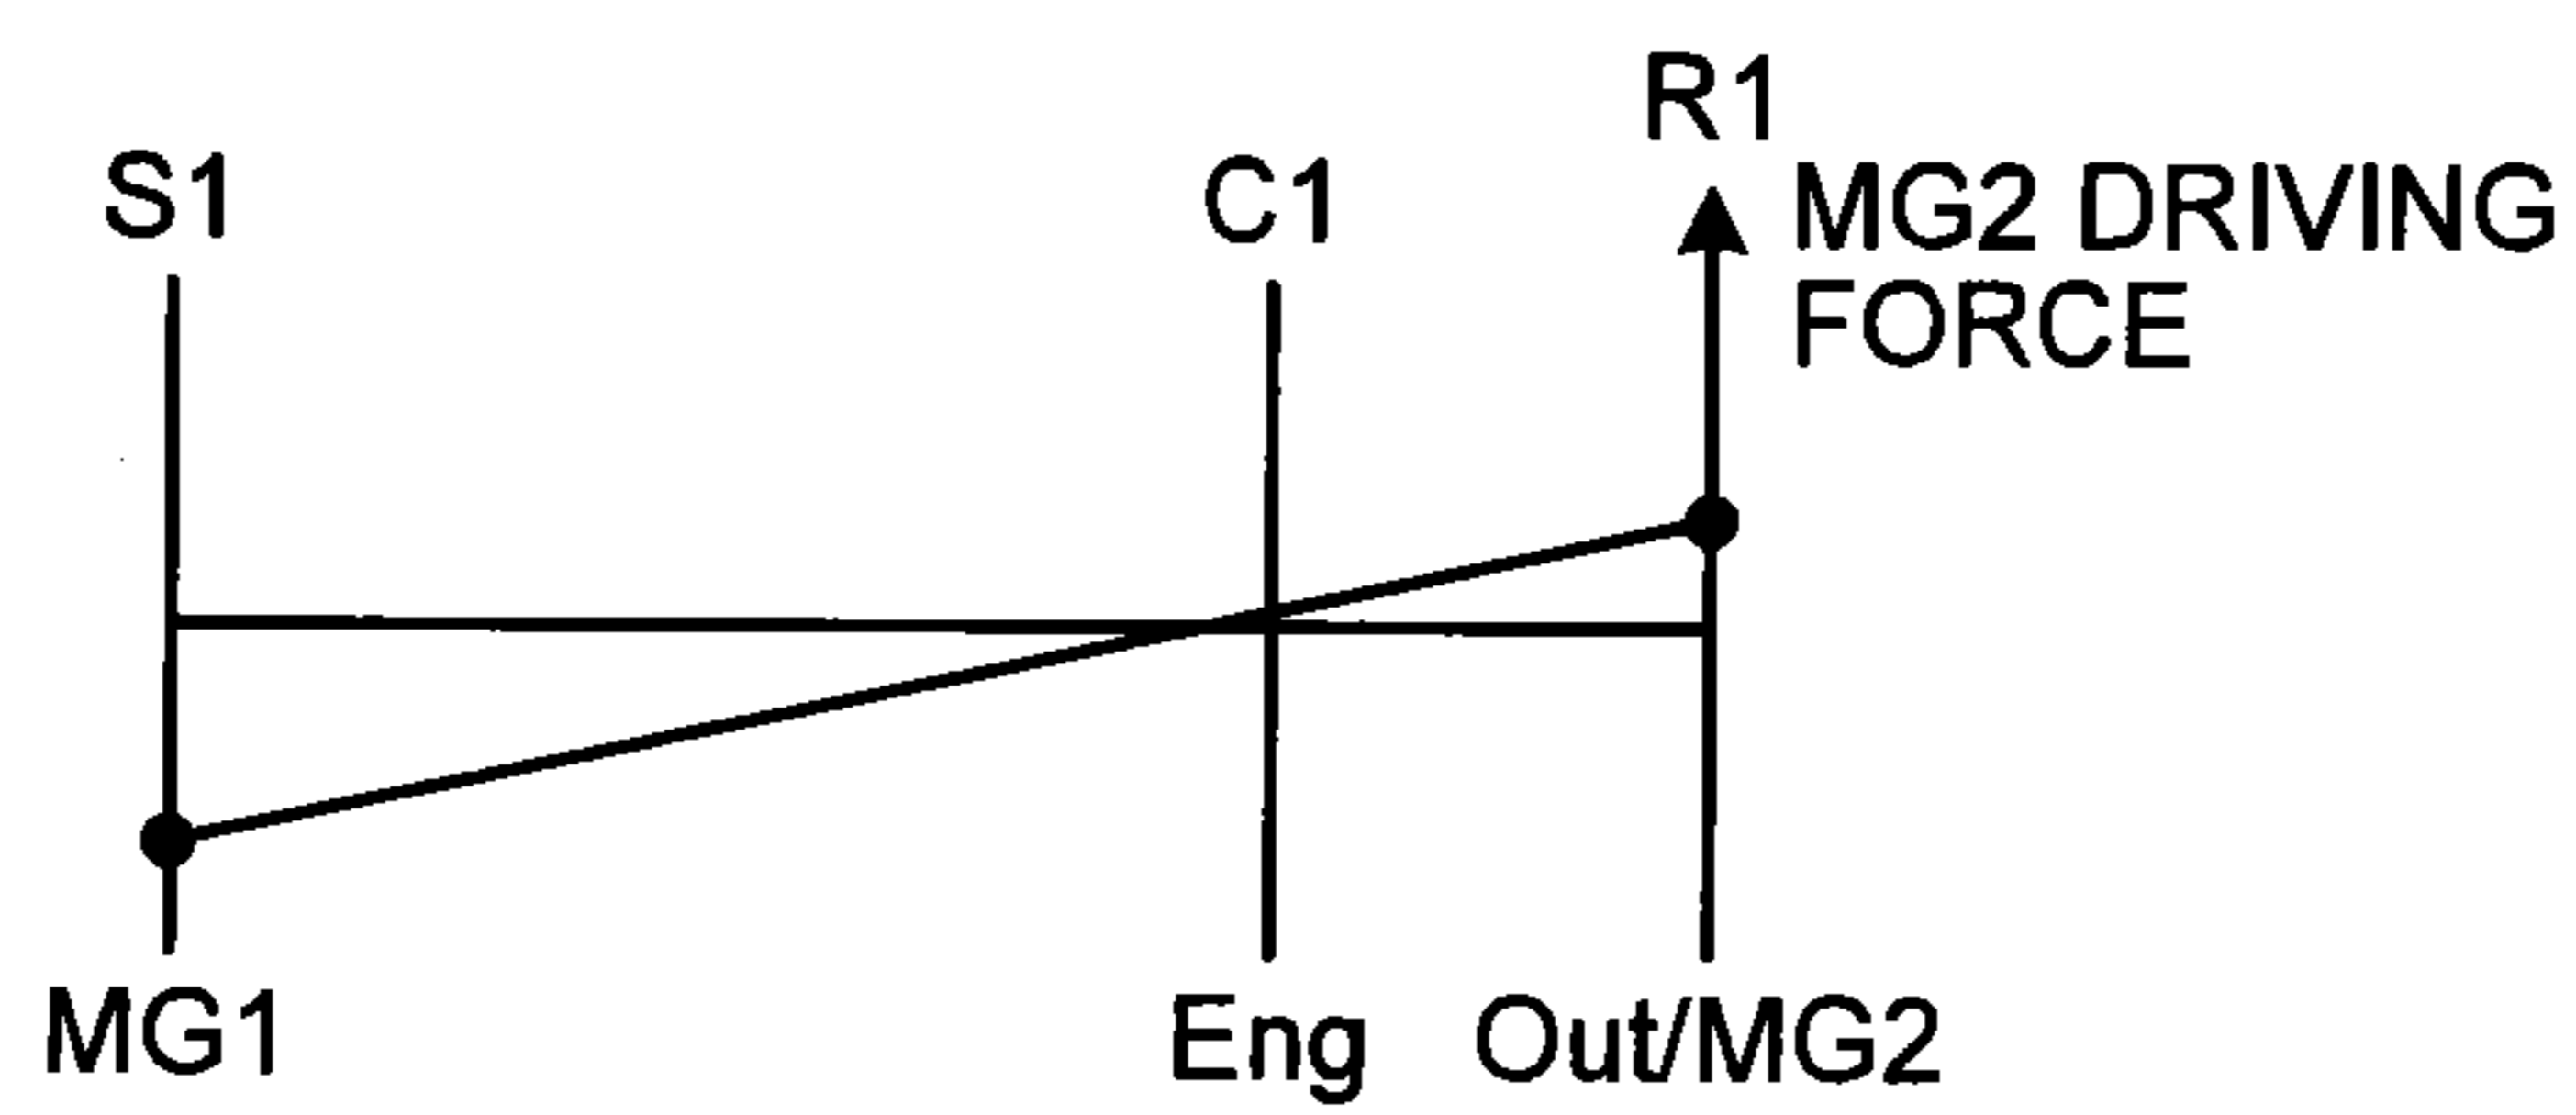 S1
C1
R1
MG2 DRIVING
FORCE
MG1
Eng
Out/MG2